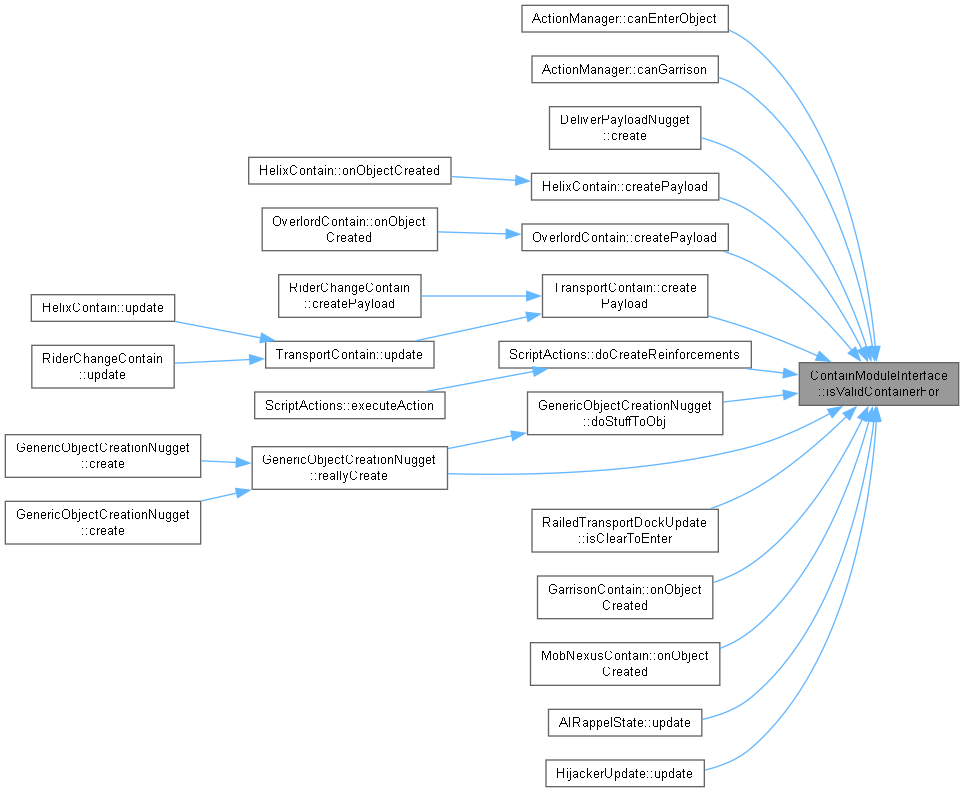 ActionManager::canEnterObject
ActionManager::canGarrison
DeliverPayloadNugget
::create
HelixContain::onObjectCreated
HelixContain::createPayload
OverlordContain::onObject
Created
OverlordContain::createPayload
RiderChangeContain
::createPayload
TransportContain::create
Payload
HelixContain::update
RiderChangeContain
::update
TransportContain::update
ScriptActions::doCreateReinforcements
ContainModuleInterface
::isValidContainerFor
ScriptActions::executeAction
GenericObjectCreationNugget
::doStuffToObj
GenericObjectCreationNugget
::create
GenericObjectCreationNugget
::reallyCreate
GenericObjectCreationNugget
::create
RailedTransportDockUpdate
::isClearToEnter
GarrisonContain::onObject
Created
MobNexusContain::onObject
Created
AIRappelState::update
HijackerUpdate::update